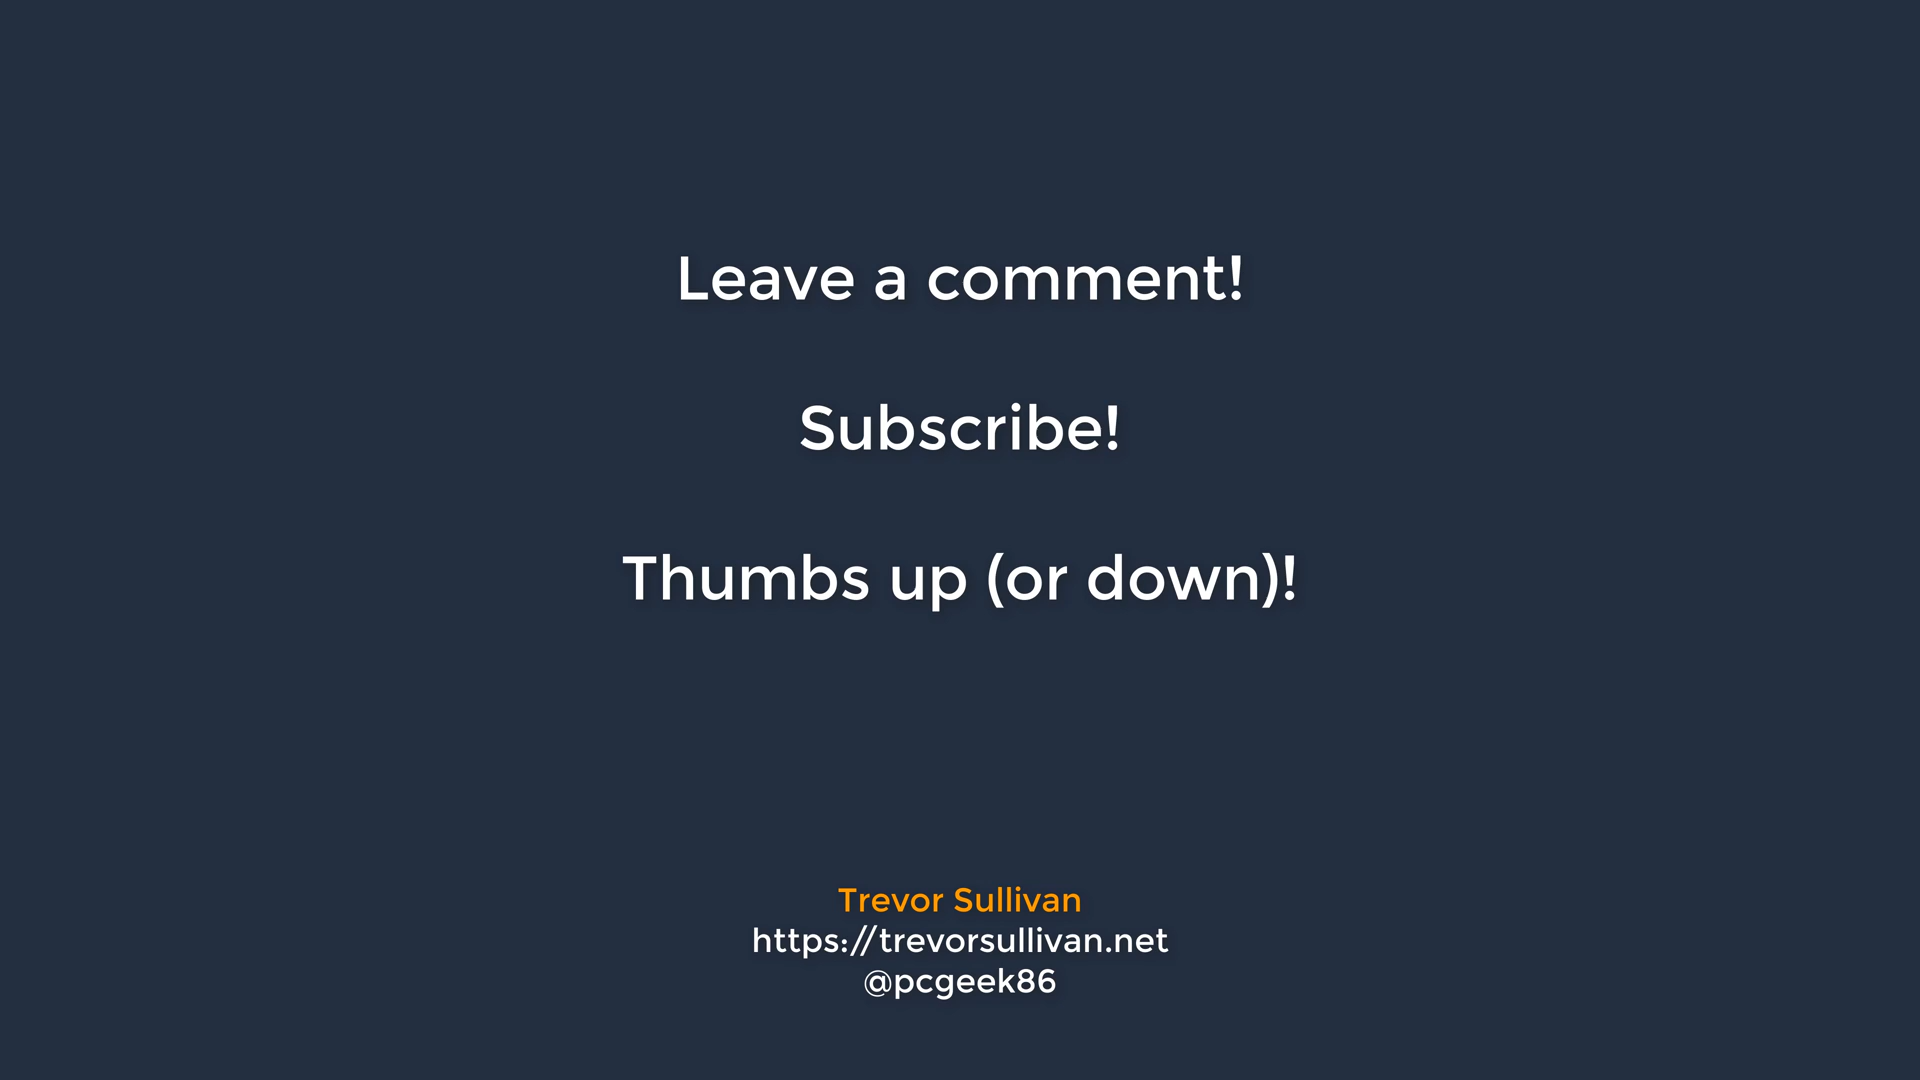 Leave a comment!
Subscribe!
Thumbs up (or down)!
Trevor Sullivan
https://trevorsullivan.net
@pcgeek86